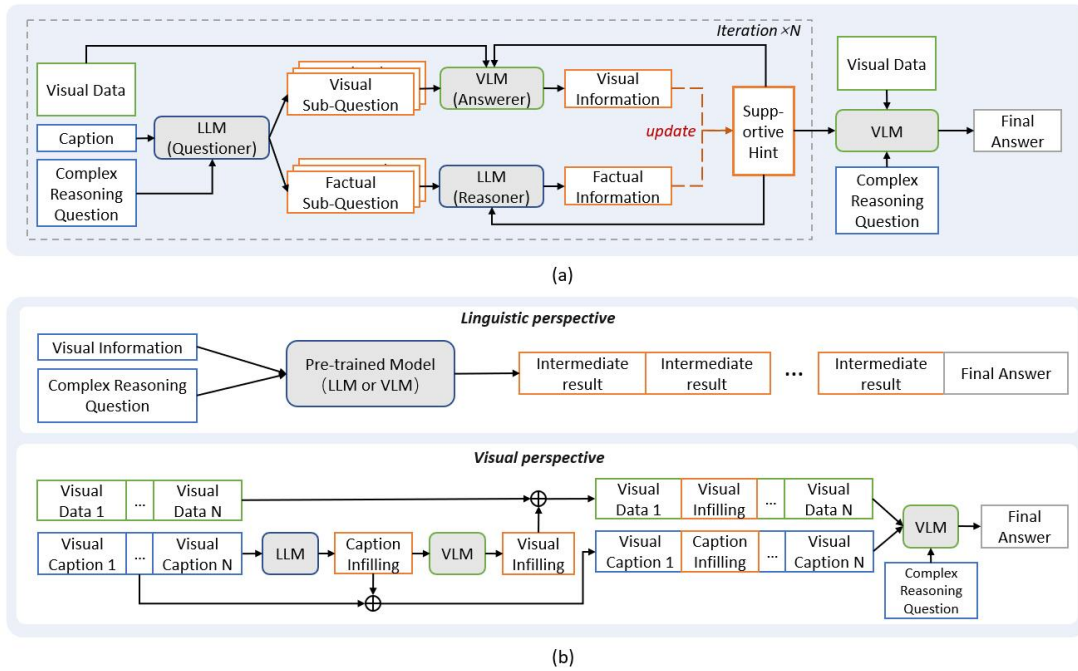 Iteration×N
Visual Data
Caption
Complex
Reasoning
Question
LLM
(Questioner)
Visual
Sub-Question
Factual
Sub-Question
VLM
(Answerer)
LLM
(Reasoner)
Visual
Information
Factual
Information
update
Supp-
ortive
Hint
Visual Data
VLM
Complex
Reasoning
Question
Final
Answer
(a)
Linguistic perspective
Visual Information
Complex Reasoning
Question
Pre-trained Model
(LLM or VLM)
Intermediate
result
Intermediate
result
...
Intermediate
result
Final Answer
Visual perspective
Visual
Data 1
...
Visual
Data N
Visual
Caption 1
...
Visual
Caption N
LLM
Caption
Infilling
VLM
Visual
Infilling
Visual
Data 1
Visual
Infilling
...
Visual
Data N
Visual
Caption 1
Caption
Infilling
...
Visual
Caption N
VLM
Complex
Reasoning
Question
Final
Answer
(b)